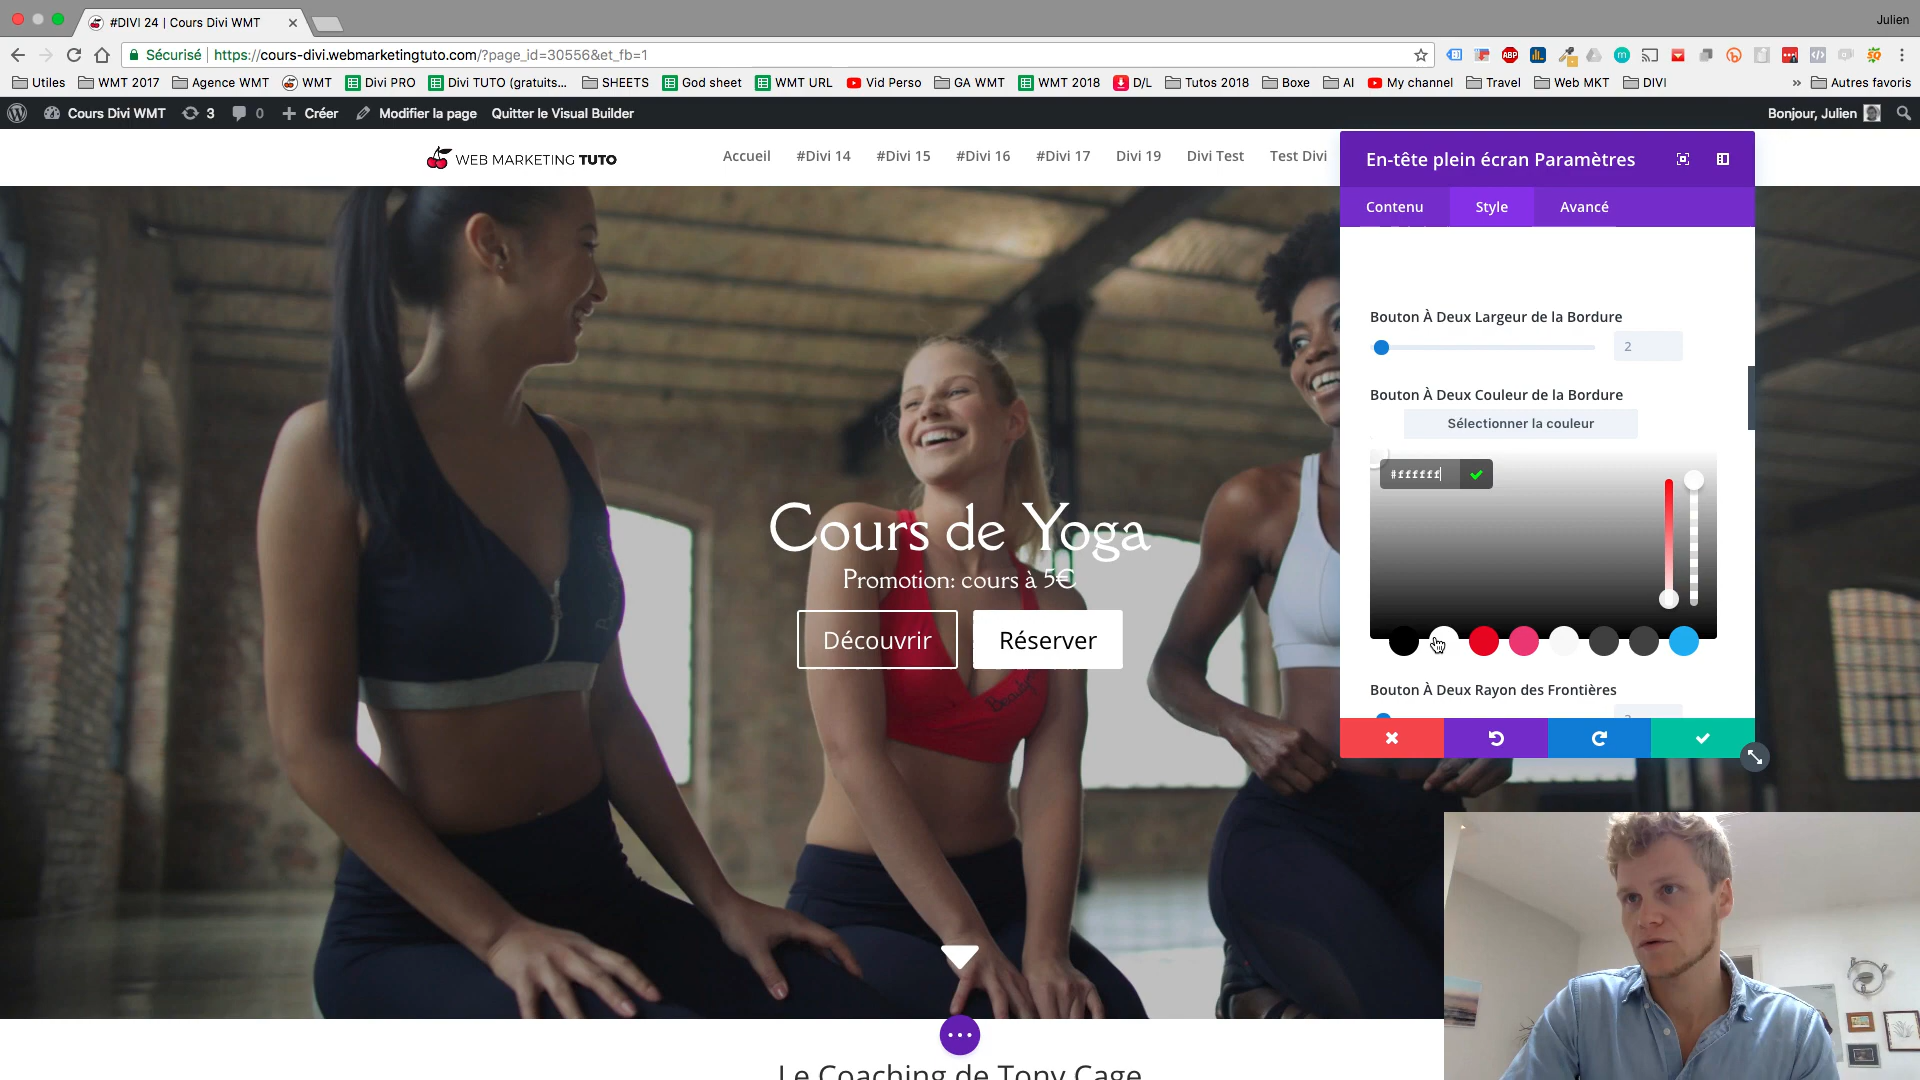 #DIVI 24 | Cours Divi WMT
Julien
Sécurisé | https://cours-divi.webmarketingtuto.com/?page_id=30556&et_fb=1
Utiles WMT 2017 Agence WMT WMT Divi PRO Divi TUTO (gratuits... SHEETS God sheet WMT URL Vid Perso GA WMT WMT 2018 D/L Tutos 2018 Boxe AI My channel Travel Web MKT DIVI » Autres favoris
Cours Divi WMT 3 0 Créer Modifier la page Quitter le Visual Builder Bonjour, Julien
WEB MARKETING TUTO
Accueil #Divi 14 #Divi 15 #Divi 16 #Divi 17 Divi 19 Divi Test Test Divi
En-tête plein écran Paramètres
Contenu Style Avancé
Bouton À Deux Largeur de la Bordure
2
Bouton À Deux Couleur de la Bordure
Sélectionner la couleur
#ffffff
Bouton À Deux Rayon des Frontières
Cours de Yoga
Promotion: cours à 5€
Découvrir Réserver
Le Coaching de Tony Cage